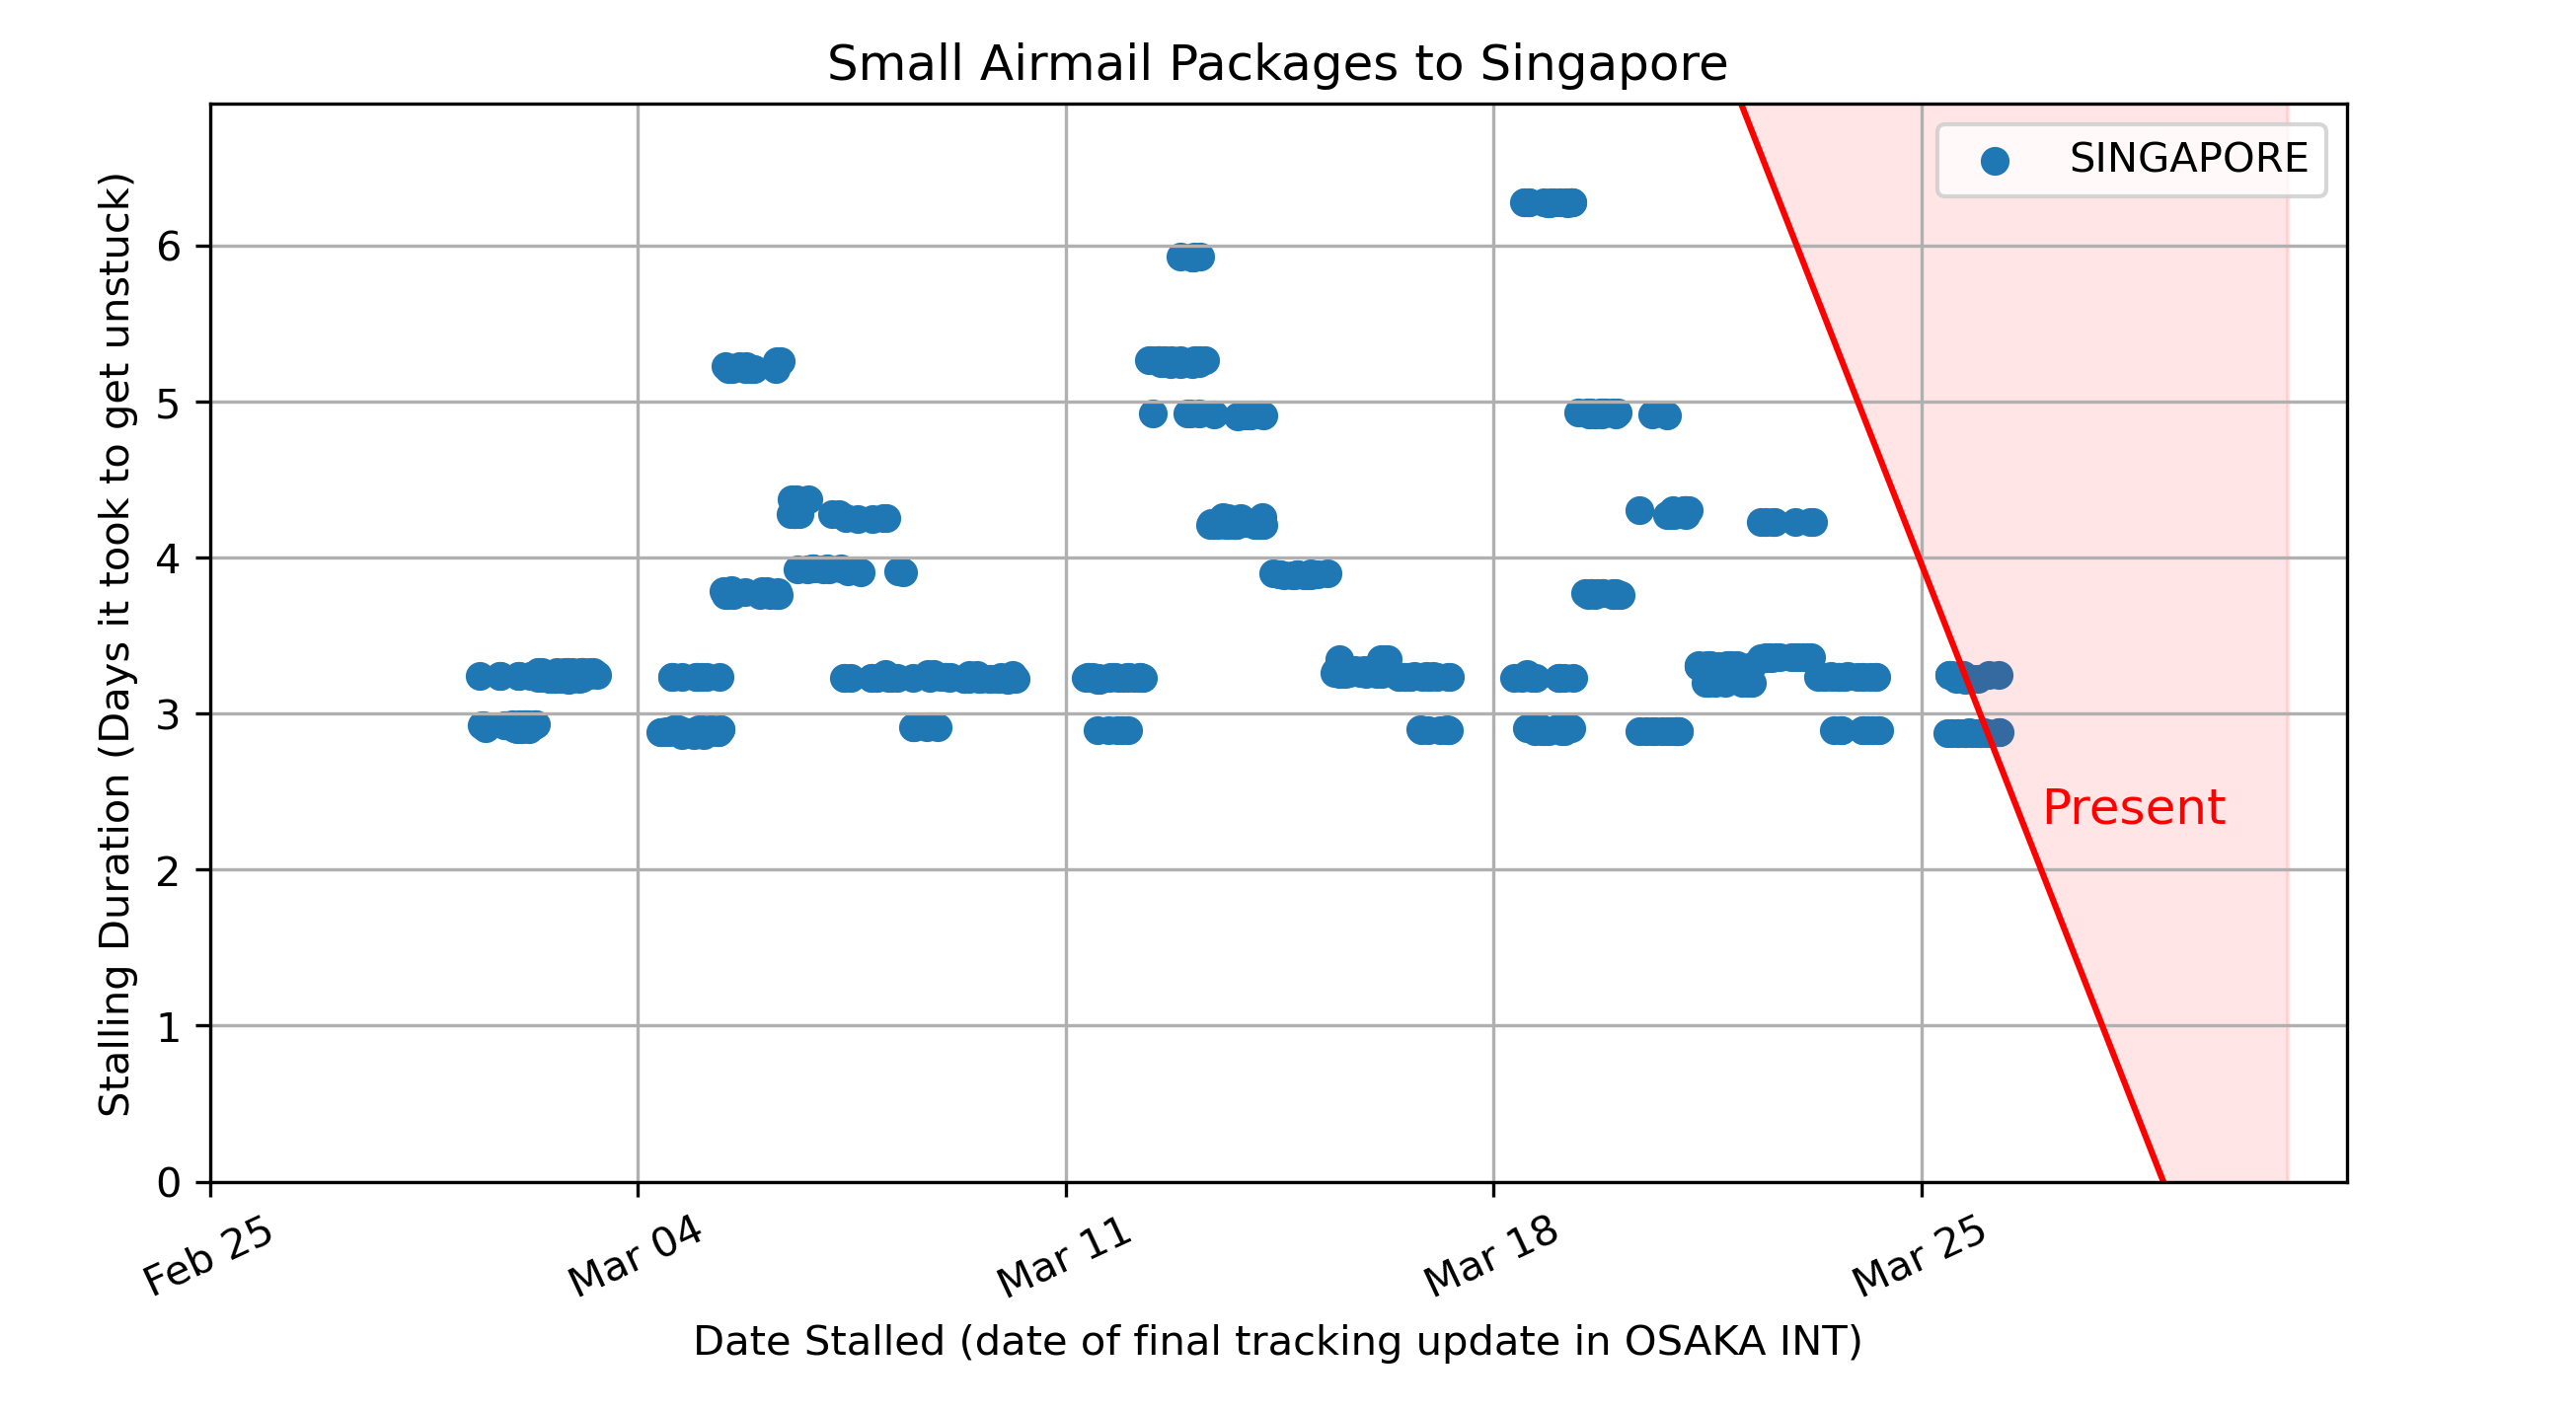 Small Airmail Packages to Singapore
SINGAPORE
Stalling Duration (Days it took to get unstuck)
6
5
4
3
2
1
0
Present
Feb 25
Mar 04
Mar 11
Mar 18
Mar 25
Date Stalled (date of final tracking update in OSAKA INT)